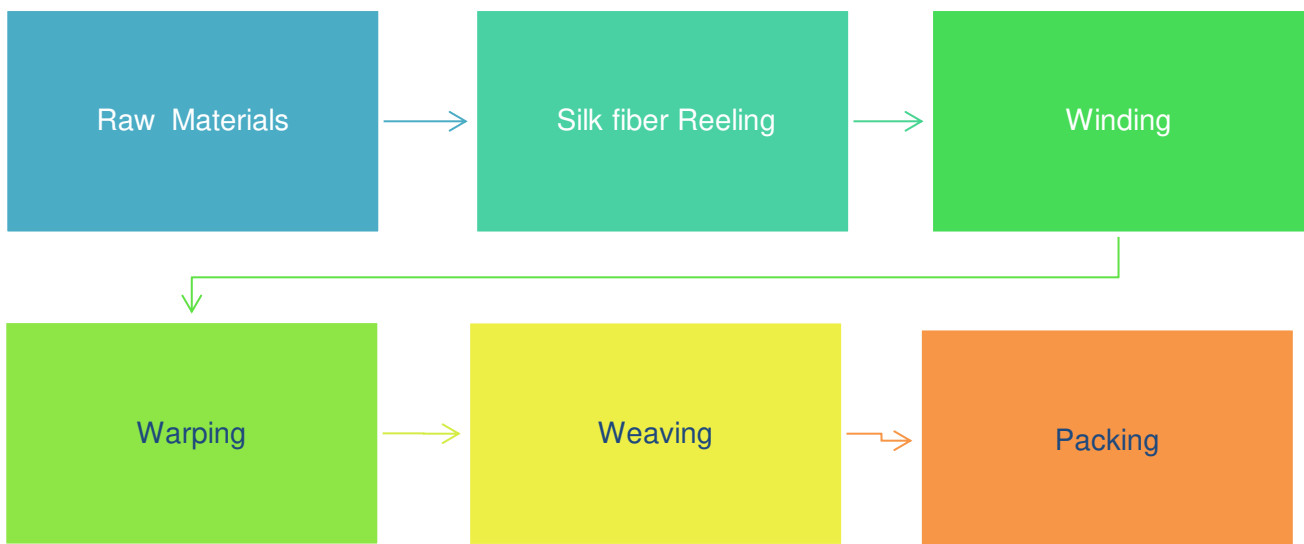 Raw Materials
Silk fiber Reeling
Winding
Warping
Weaving
Packing